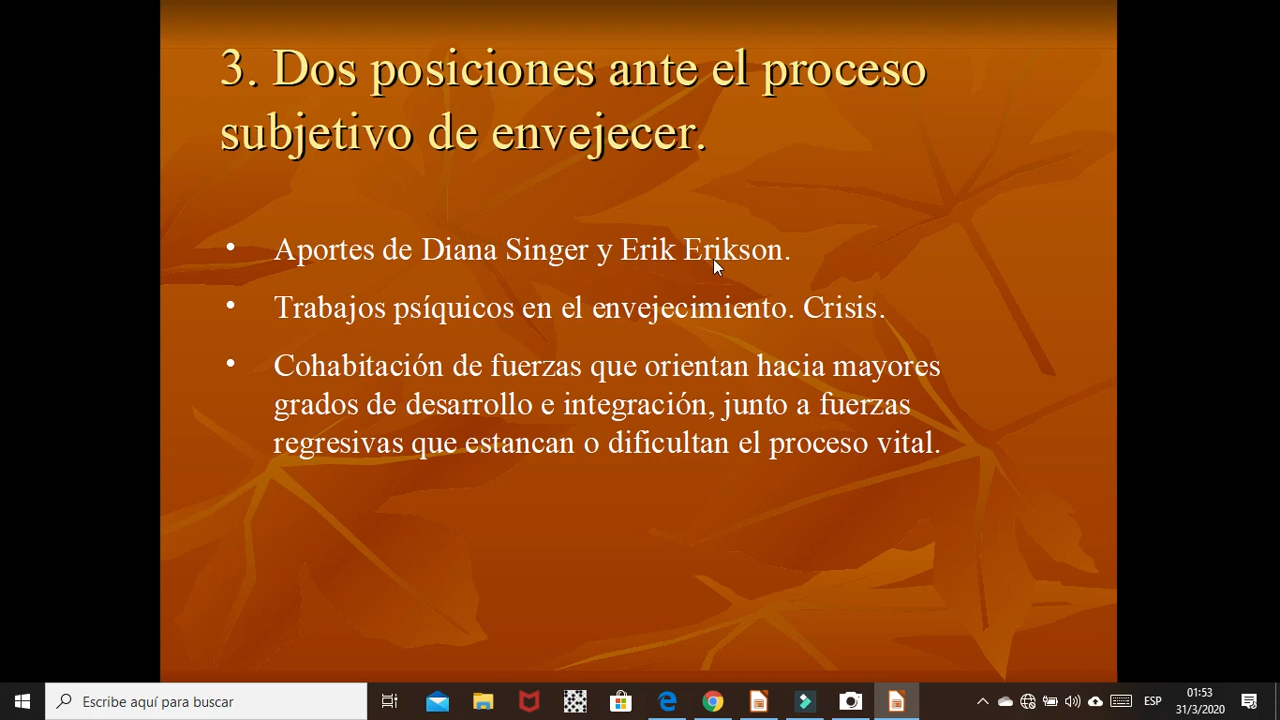 3. Dos posiciones ante el proceso
subjetivo de envejecer.
• Aportes de Diana Singer y Erik Erikson.
• Trabajos psíquicos en el envejecimiento. Crisis.
• Cohabitación de fuerzas que orientan hacia mayores
grados de desarrollo e integración, junto a fuerzas
regresivas que estancan o dificultan el proceso vital.
Escribe aquí para buscar
ESP
01:53
31/3/2020